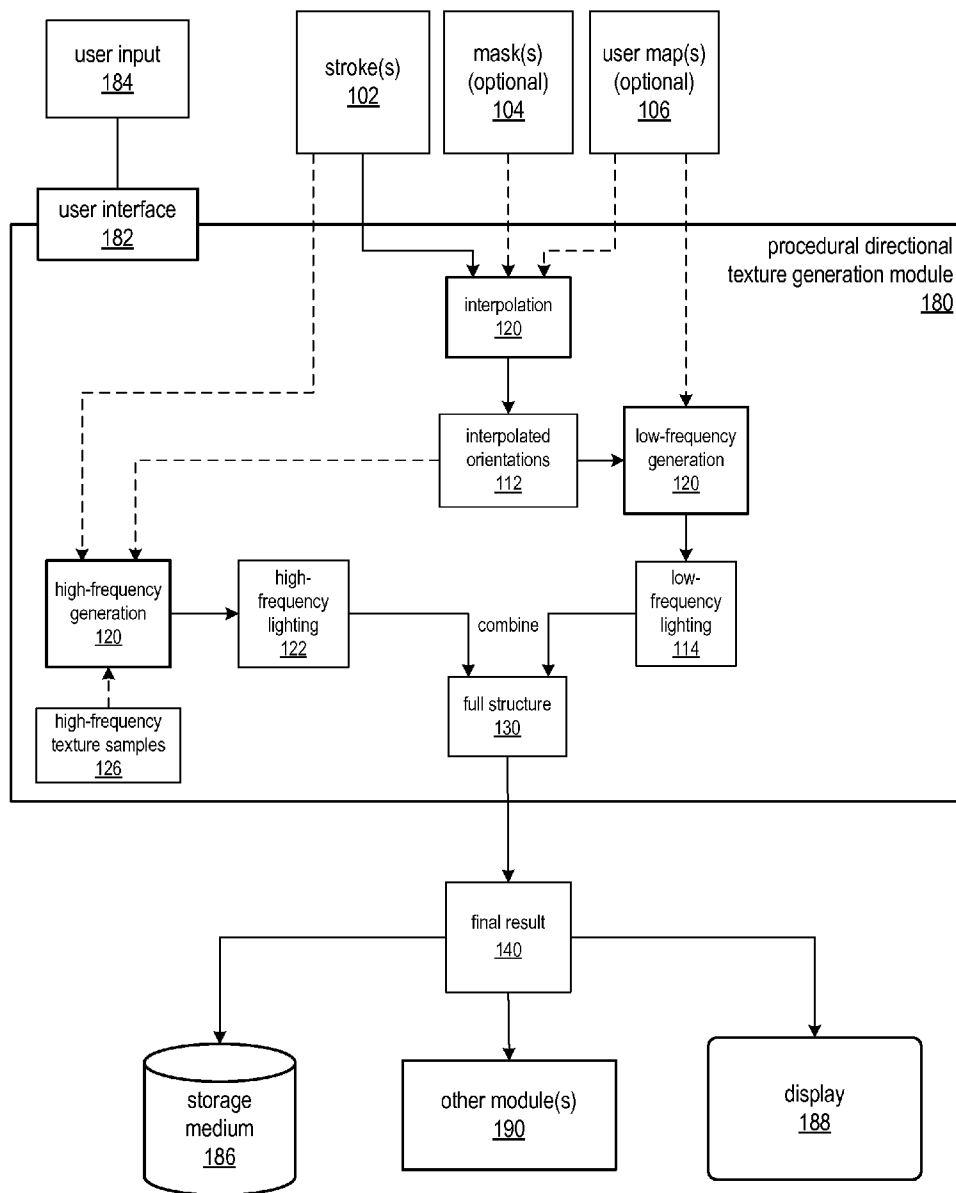 user input
184
stroke(s)
102
mask(s)
(optional)
104
user map(s)
(optional)
106
user interface
182
procedural directional
texture generation module
180
interpolation
120
interpolated
orientations
112
low-frequency
generation
120
high-frequency
generation
120
high-
frequency
lighting
122
combine
low-
frequency
lighting
114
high-frequency
texture samples
126
full structure
130
final result
140
storage
medium
186
other module(s)
190
display
188